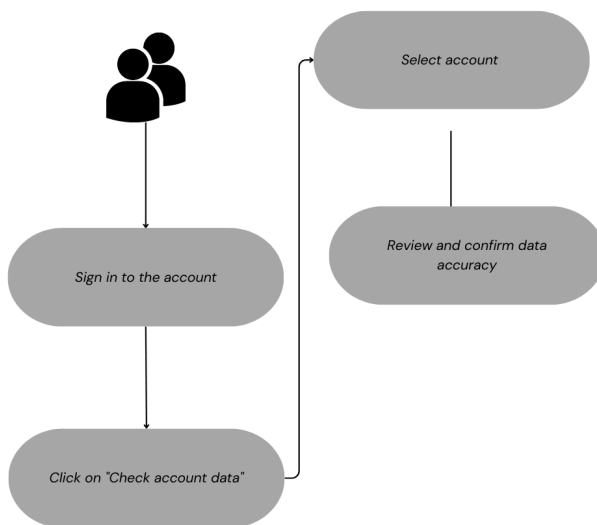 Sign in to the account
Click on "Check account data"
Select account
Review and confirm data
accuracy